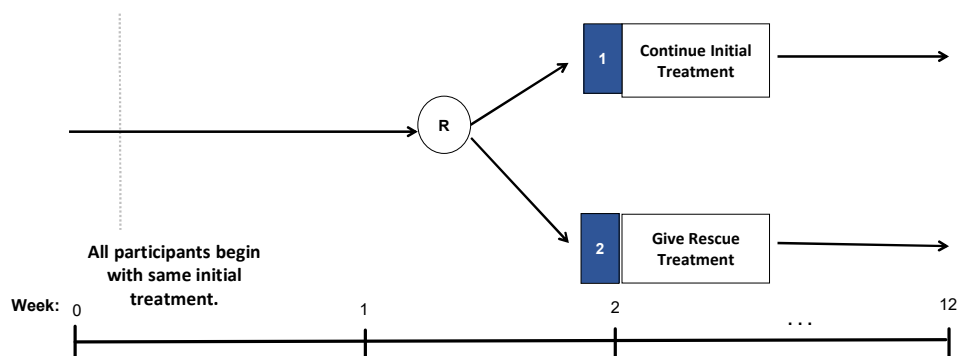 1
Continue Initial
Treatment
R
2
Give Rescue
Treatment
All participants begin
with same initial
treatment.
Week: 0 1 2 ... 12